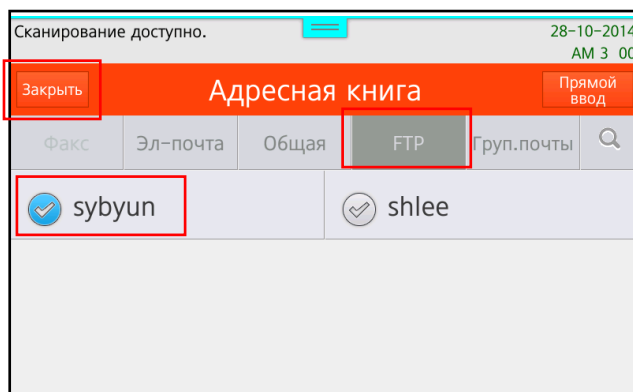 Сканирование доступно.
28-10-2014
AM 3 00
Закрыть
Адресная книга
Прямой
ввод
Факс
Эл-почта
Общая
FTP
Груп.почты
sybyun
shlee